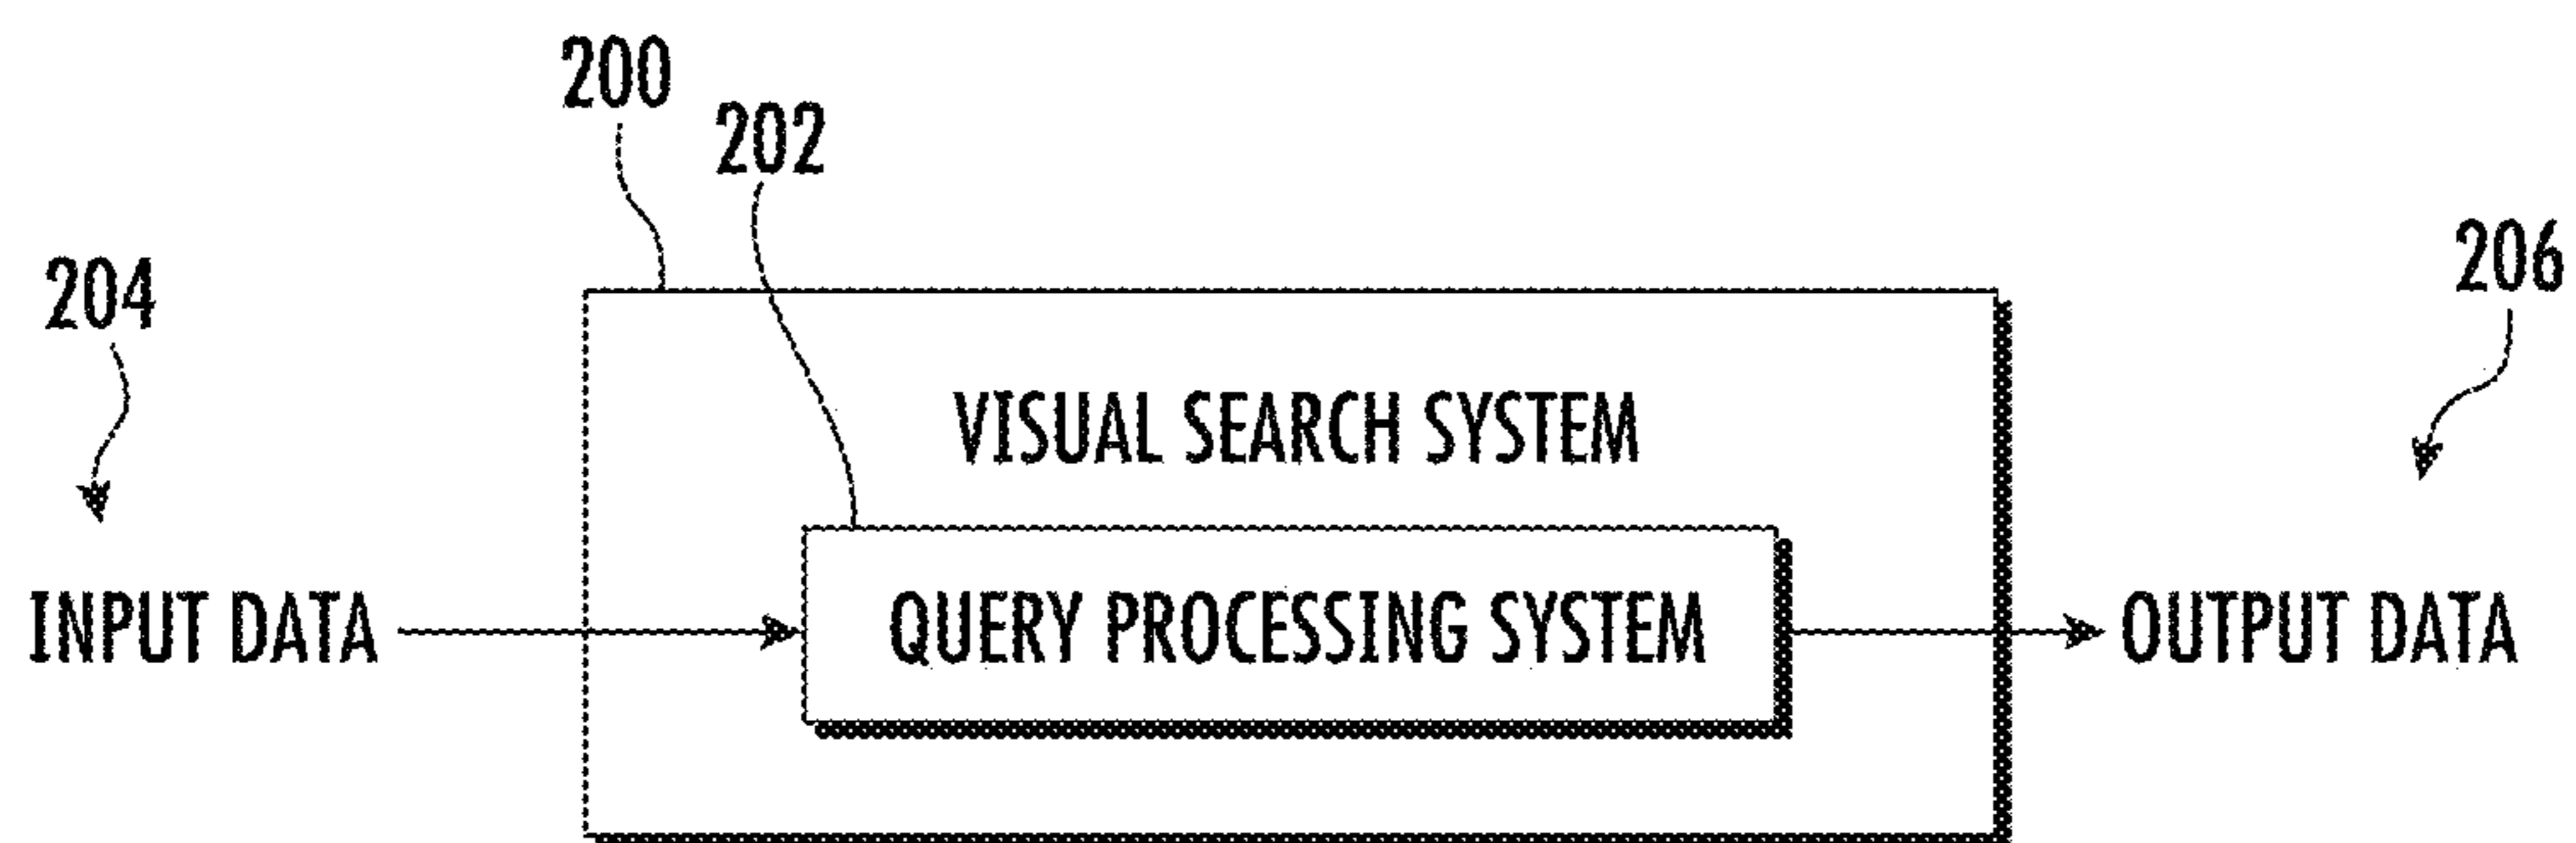 200
202
204
206
VISUAL SEARCH SYSTEM
INPUT DATA
QUERY PROCESSING SYSTEM
OUTPUT DATA